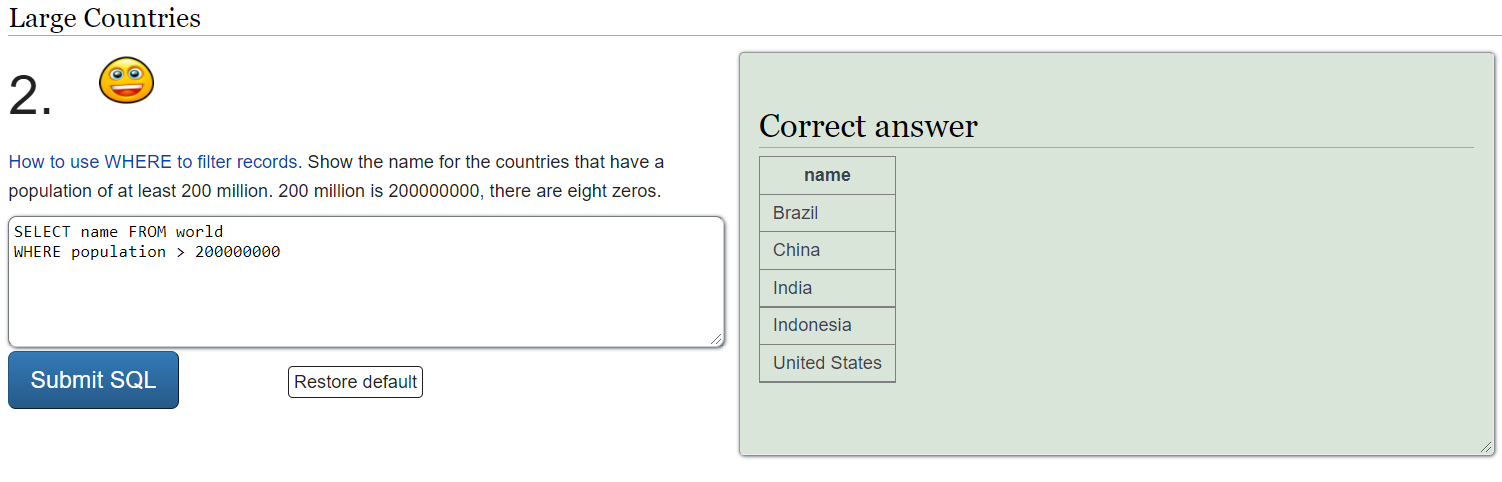 Large Countries
2.
How to use WHERE to filter records. Show the name for the countries that have a
population of at least 200 million. 200 million is 200000000, there are eight zeros.
SELECT name FROM world
WHERE population > 200000000
Submit SQL
Restore default
Correct answer
name
Brazil
China
India
Indonesia
United States